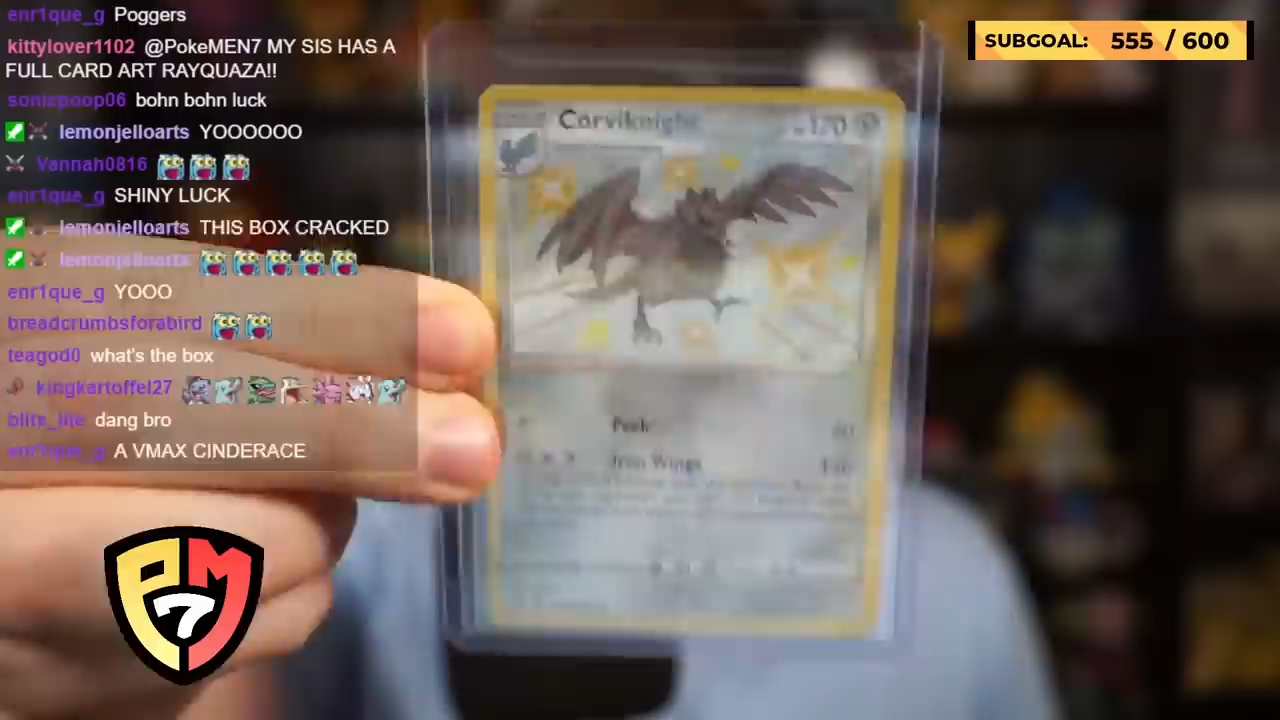 enr1que_g Poggers
kittylover1102 @PokeMEN7 MY SIS HAS A
FULL CARD ART RAYQUAZA!!
sonicpoop06 bohn bohn luck
lemonjelloarts YOOOOOO
Vannah0816
enr1que_g SHINY LUCK
lemonjelloarts THIS BOX CRACKED
lemonjelloarts
enr1que_g YOOO
breadcrumbsforabird
teagod0 what's the box
kingkartoffel27
dang bro
enr1que_g A VMAX CINDERACE
SUBGOAL: 555 / 600
Corviknight 170
Peck
Iron Wings
PM7